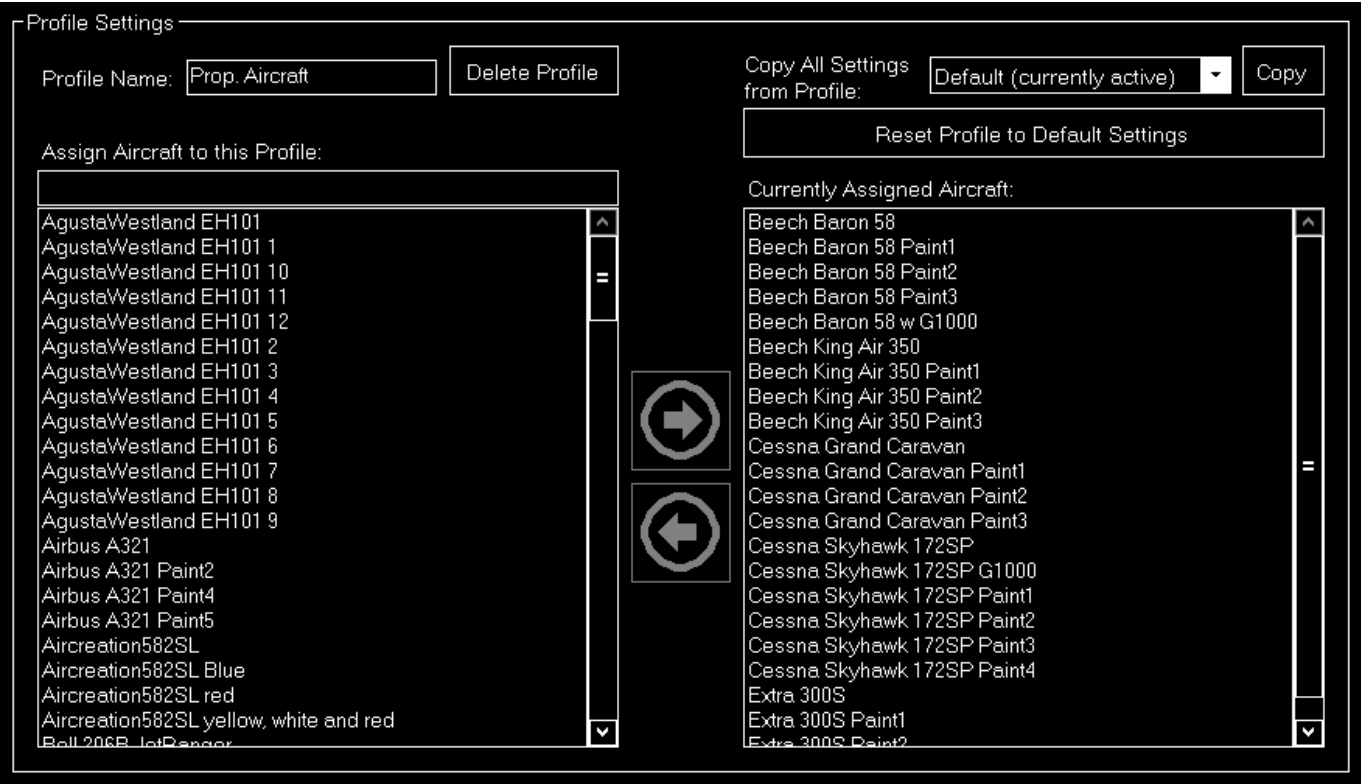 Profile Settings
Profile Name: Prop. Aircraft
Delete Profile
Copy All Settings
from Profile:
Default (currently active)
Copy
Reset Profile to Default Settings
Assign Aircraft to this Profile:
AgustaWestland EH101
AgustaWestland EH101 1
AgustaWestland EH101 10
AgustaWestland EH101 11
AgustaWestland EH101 12
AgustaWestland EH101 2
AgustaWestland EH101 3
AgustaWestland EH101 4
AgustaWestland EH101 5
AgustaWestland EH101 6
AgustaWestland EH101 7
AgustaWestland EH101 8
AgustaWestland EH101 9
Airbus A321
Airbus A321 Paint2
Airbus A321 Paint4
Airbus A321 Paint5
Aircreation582SL
Aircreation582SL Blue
Aircreation582SL red
Aircreation582SL yellow, white and red
Bell 206B JetRanger
Currently Assigned Aircraft:
Beech Baron 58
Beech Baron 58 Paint1
Beech Baron 58 Paint2
Beech Baron 58 Paint3
Beech Baron 58 w G1000
Beech King Air 350
Beech King Air 350 Paint1
Beech King Air 350 Paint2
Beech King Air 350 Paint3
Cessna Grand Caravan
Cessna Grand Caravan Paint1
Cessna Grand Caravan Paint2
Cessna Grand Caravan Paint3
Cessna Skyhawk 172SP
Cessna Skyhawk 172SP G1000
Cessna Skyhawk 172SP Paint1
Cessna Skyhawk 172SP Paint2
Cessna Skyhawk 172SP Paint3
Cessna Skyhawk 172SP Paint4
Extra 300S
Extra 300S Paint1
Extra 300S Paint2